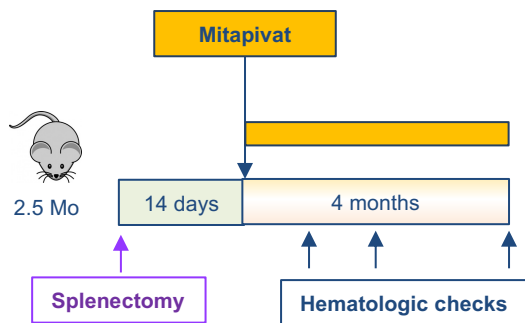 Mitapivat
2.5 Mo
14 days
4 months
Splenectomy
Hematologic checks